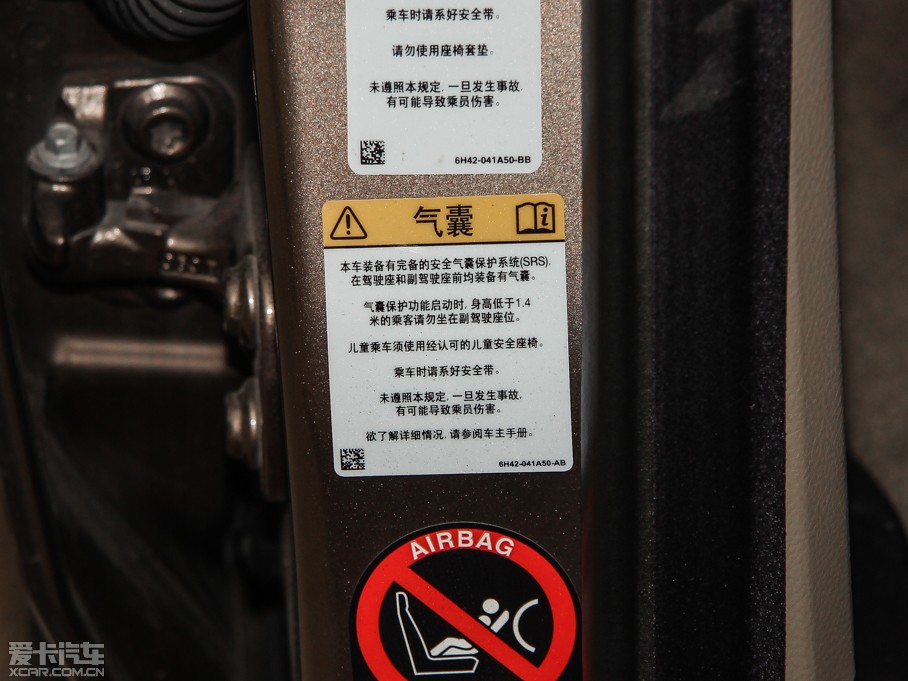 乘车时请系好安全带。
请勿使用座椅套垫。
未遵照本规定,一旦发生事故,
有可能导致乘员伤害。
6H42-041A50-BB
气囊
本车装备有完备的安全气囊保护系统(SRS),
在驾驶座和副驾驶座前均装备有气囊。
气囊保护功能启动时,身高低于1.4
米的乘客请勿坐在副驾驶座位。
儿童乘车须使用经认可的儿童安全座椅。
乘车时请系好安全带。
未遵照本规定,一旦发生事故,
有可能导致乘员伤害。
欲了解详细情况,请参阅车主手册。
6H42-041A50-AB
AIRBAG
爱卡汽车
XCAR.COM.CN